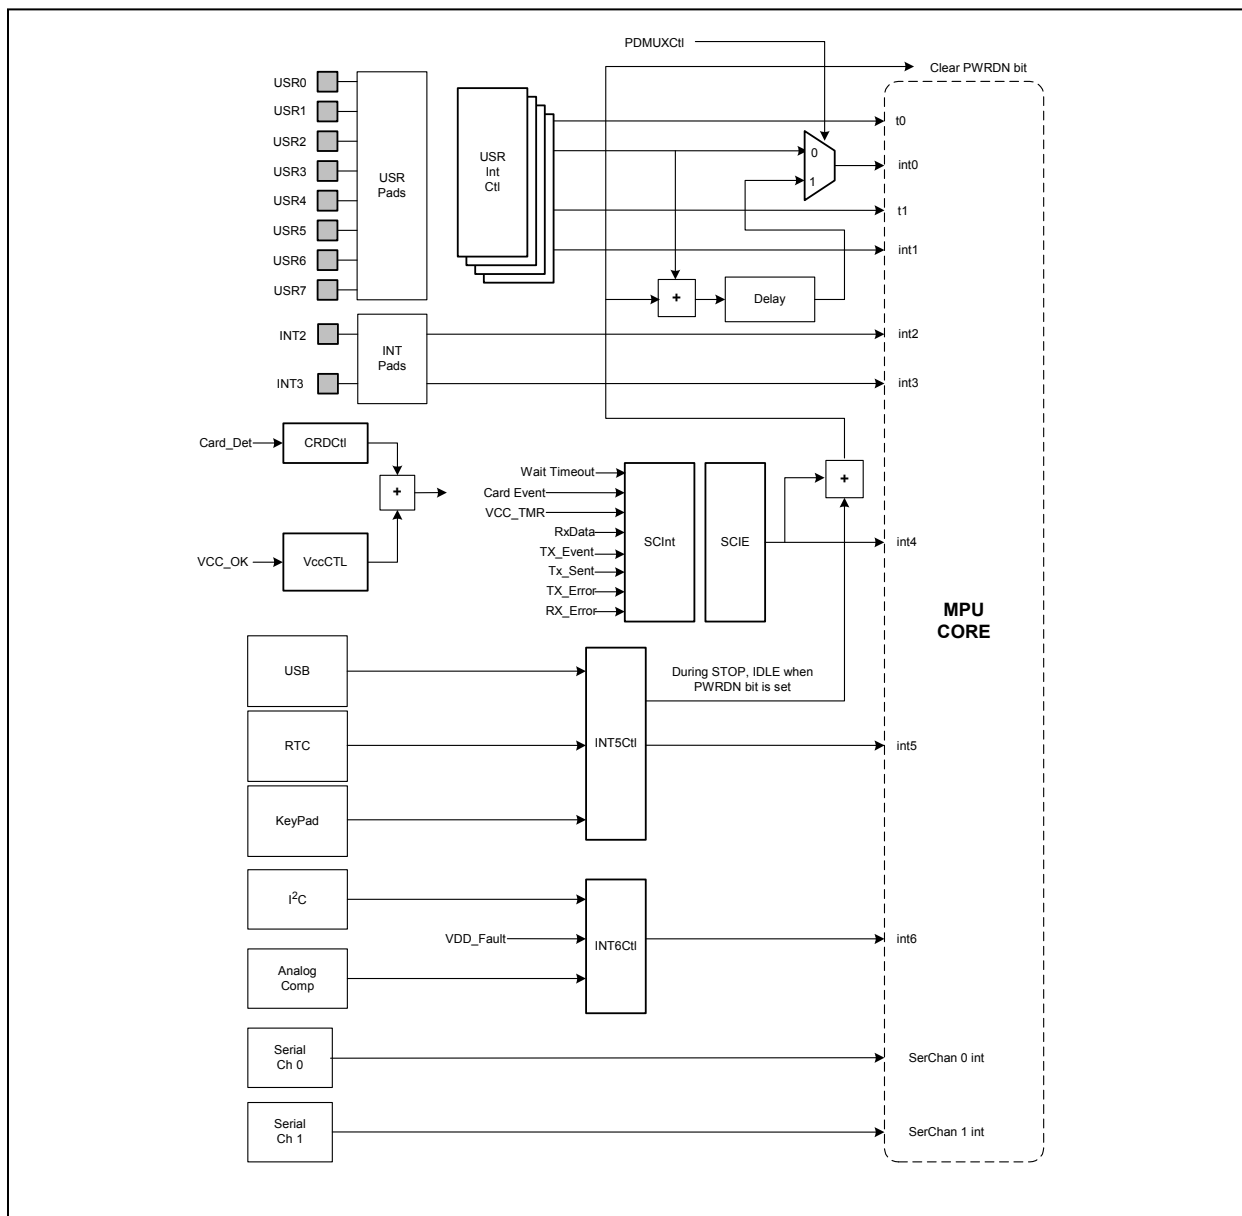 PDMUXCtl
Clear PWRDN bit
USR0
USR1
USR2
USR3
USR4
USR5
USR6
USR7
USR
Pads
USR
Int
Ctl
0
1
t0
int0
t1
int1
+
Delay
INT2
INT3
INT
Pads
int2
int3
Card_Det
CRDCtl
+
VCC_OK
VccCTL
Wait Timeout
Card Event
VCC_TMR
RxData
TX_Event
Tx_Sent
TX_Error
RX_Error
SCInt
SCIE
+
int4
MPU
CORE
USB
RTC
KeyPad
INT5Ctl
During STOP, IDLE when
PWRDN bit is set
int5
I²C
VDD_Fault
Analog
Comp
INT6Ctl
int6
Serial
Ch 0
SerChan 0 int
Serial
Ch 1
SerChan 1 int